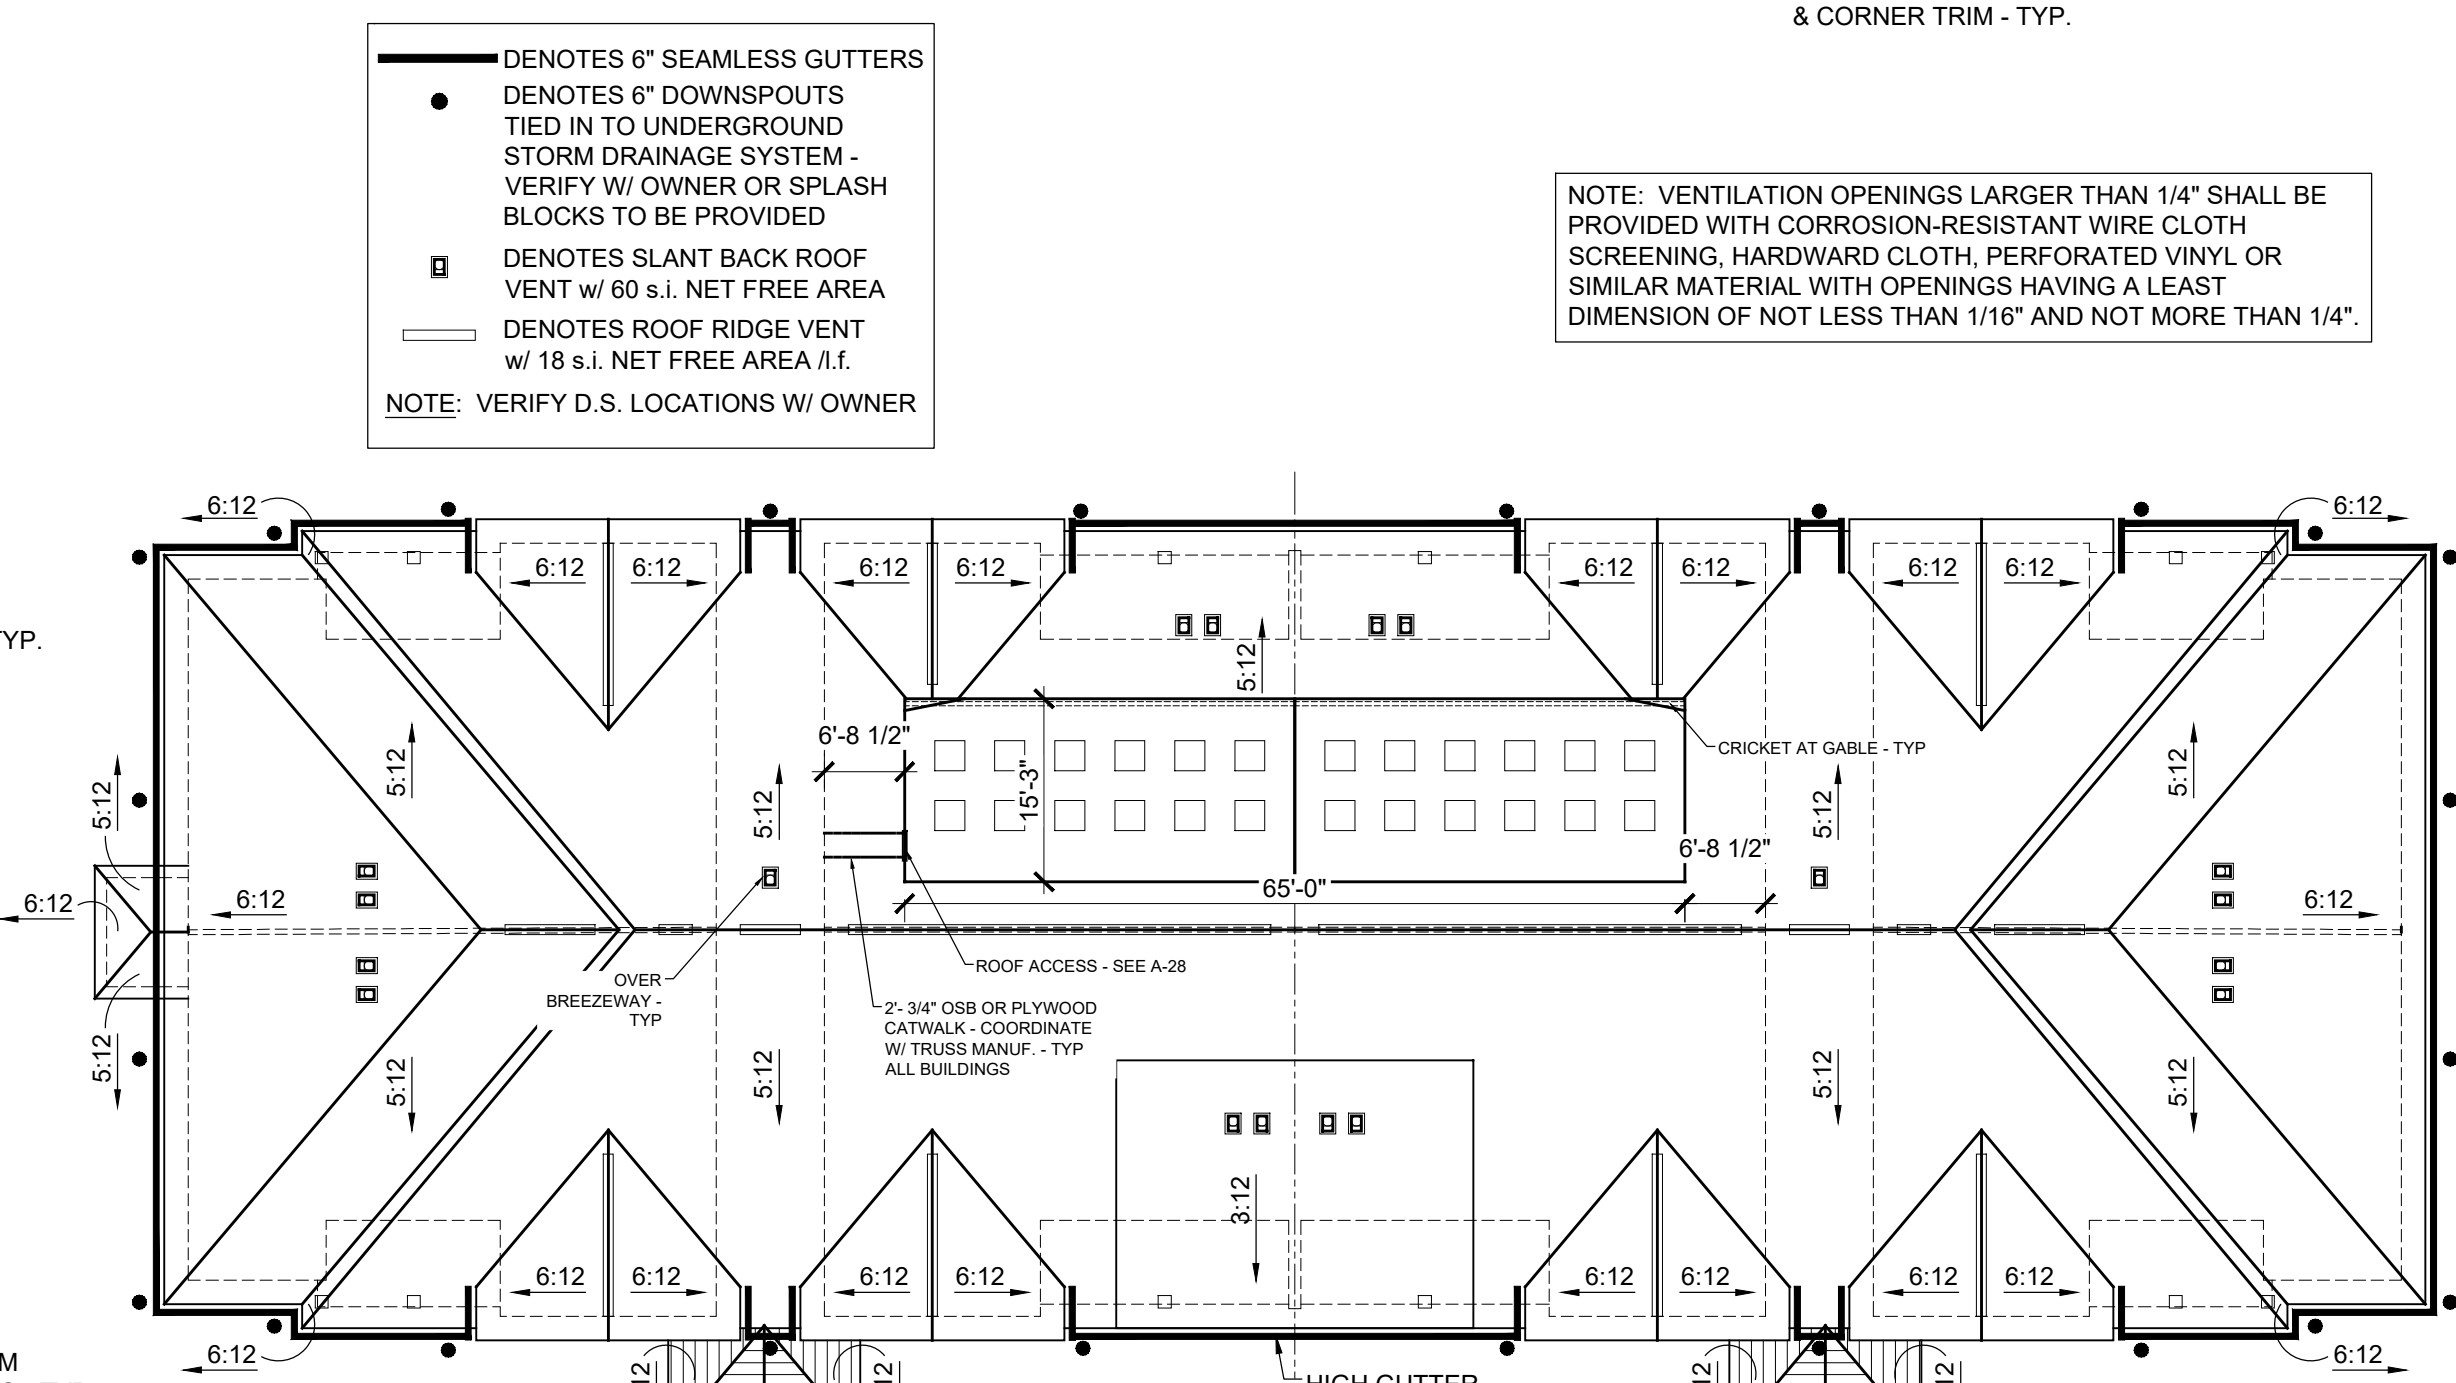 & CORNER TRIM - TYP.
DENOTES 6" SEAMLESS GUTTERS
DENOTES 6" DOWNSPOUTS
TIED IN TO UNDERGROUND
STORM DRAINAGE SYSTEM -
VERIFY W/ OWNER OR SPLASH
BLOCKS TO BE PROVIDED
DENOTES SLANT BACK ROOF
VENT w/ 60 s.i. NET FREE AREA
DENOTES ROOF RIDGE VENT
w/ 18 s.i. NET FREE AREA /l.f.
NOTE: VERIFY D.S. LOCATIONS W/ OWNER
NOTE: VENTILATION OPENINGS LARGER THAN 1/4" SHALL BE
PROVIDED WITH CORROSION-RESISTANT WIRE CLOTH
SCREENING, HARDWARD CLOTH, PERFORATED VINYL OR
SIMILAR MATERIAL WITH OPENINGS HAVING A LEAST
DIMENSION OF NOT LESS THAN 1/16" AND NOT MORE THAN 1/4".
6:12
6:12
6:12
6:12
6:12
6:12
6:12
6:12
6:12
6:12
TYP.
5:12
6'-8 1/2"
CRICKET AT GABLE - TYP
5:12
5:12
15'-3"
5:12
5:12
5:12
6'-8 1/2"
65'-0"
6:12
6:12
6:12
OVER
BREEZEWAY -
TYP
ROOF ACCESS - SEE A-28
2'- 3/4" OSB OR PLYWOOD
CATWALK - COORDINATE
W/ TRUSS MANUF. - TYP
ALL BUILDINGS
5:12
5:12
5:12
5:12
5:12
3:12
6:12
6:12
6:12
6:12
6:12
6:12
6:12
6:12
6:12
6:12
12
12
12
12
HIGH GUTTER